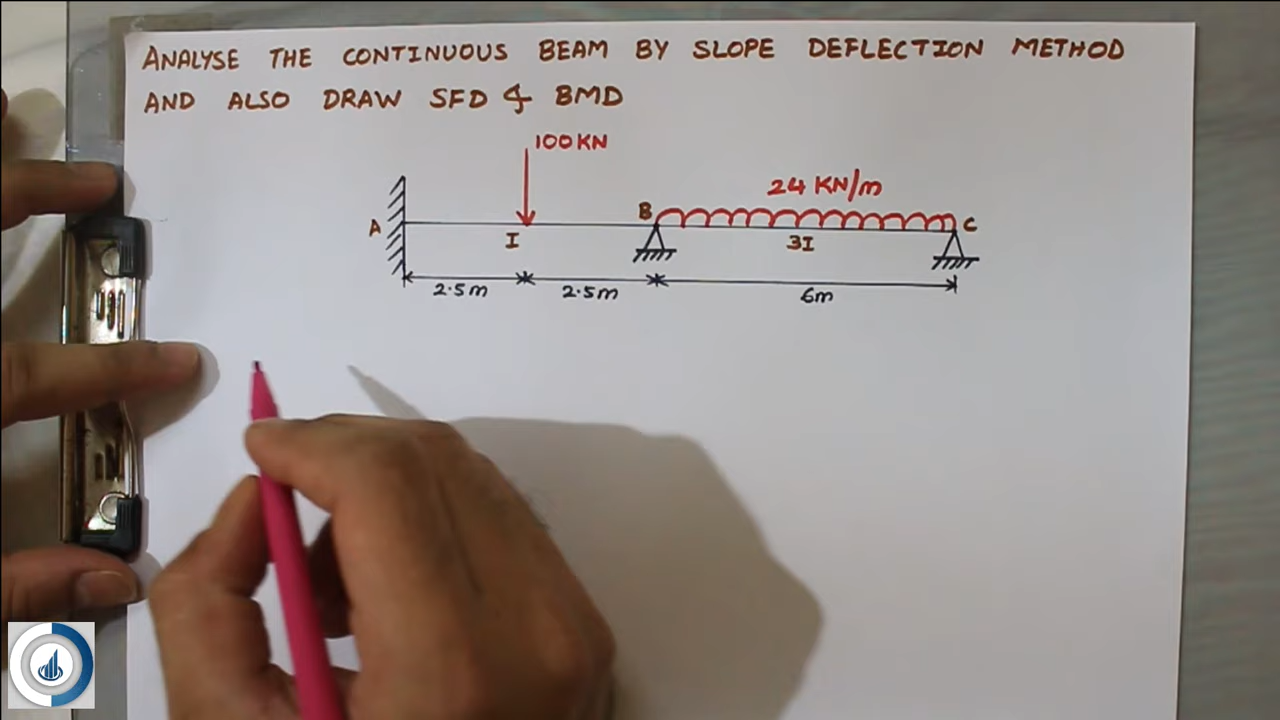 ANALYSE THE CONTINUOUS BEAM BY SLOPE DEFLECTION METHOD
AND ALSO DRAW SFD & BMD
100 KN
24 KN/m
A
B
C
I
3I
2.5m
2.5m
6m